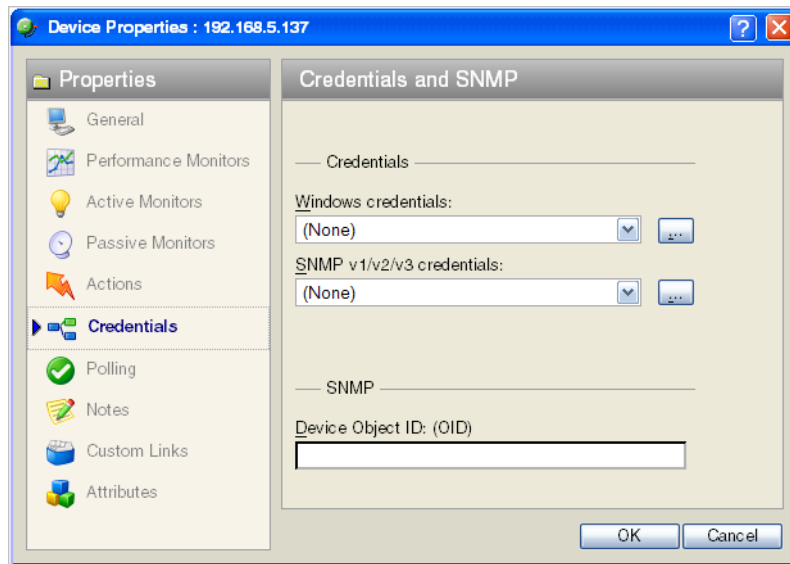 Device Properties : 192.168.5.137
?
X
Properties
General
Performance Monitors
Active Monitors
Passive Monitors
Actions
Credentials
Polling
Notes
Custom Links
Attributes
Credentials and SNMP
Credentials
Windows credentials:
(None)
...
SNMP v1/v2/v3 credentials:
(None)
...
SNMP
Device Object ID: (OID)
OK
Cancel